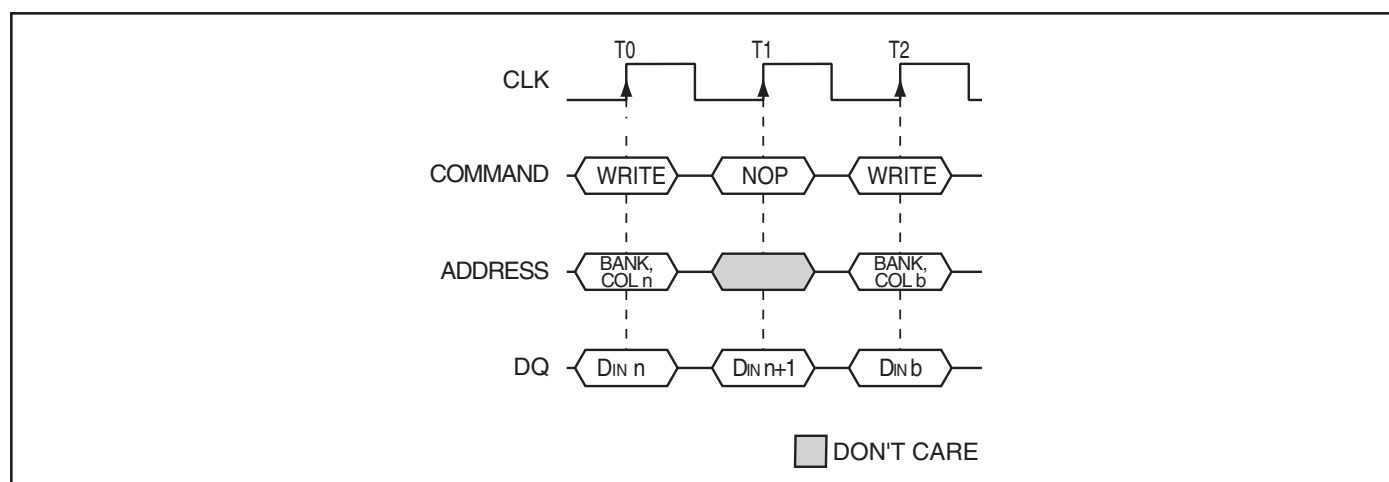 T0 T1 T2
CLK
COMMAND WRITE NOP WRITE
ADDRESS BANK, COL n BANK, COL b
DQ DIN n DIN n+1 DIN b
DON'T CARE